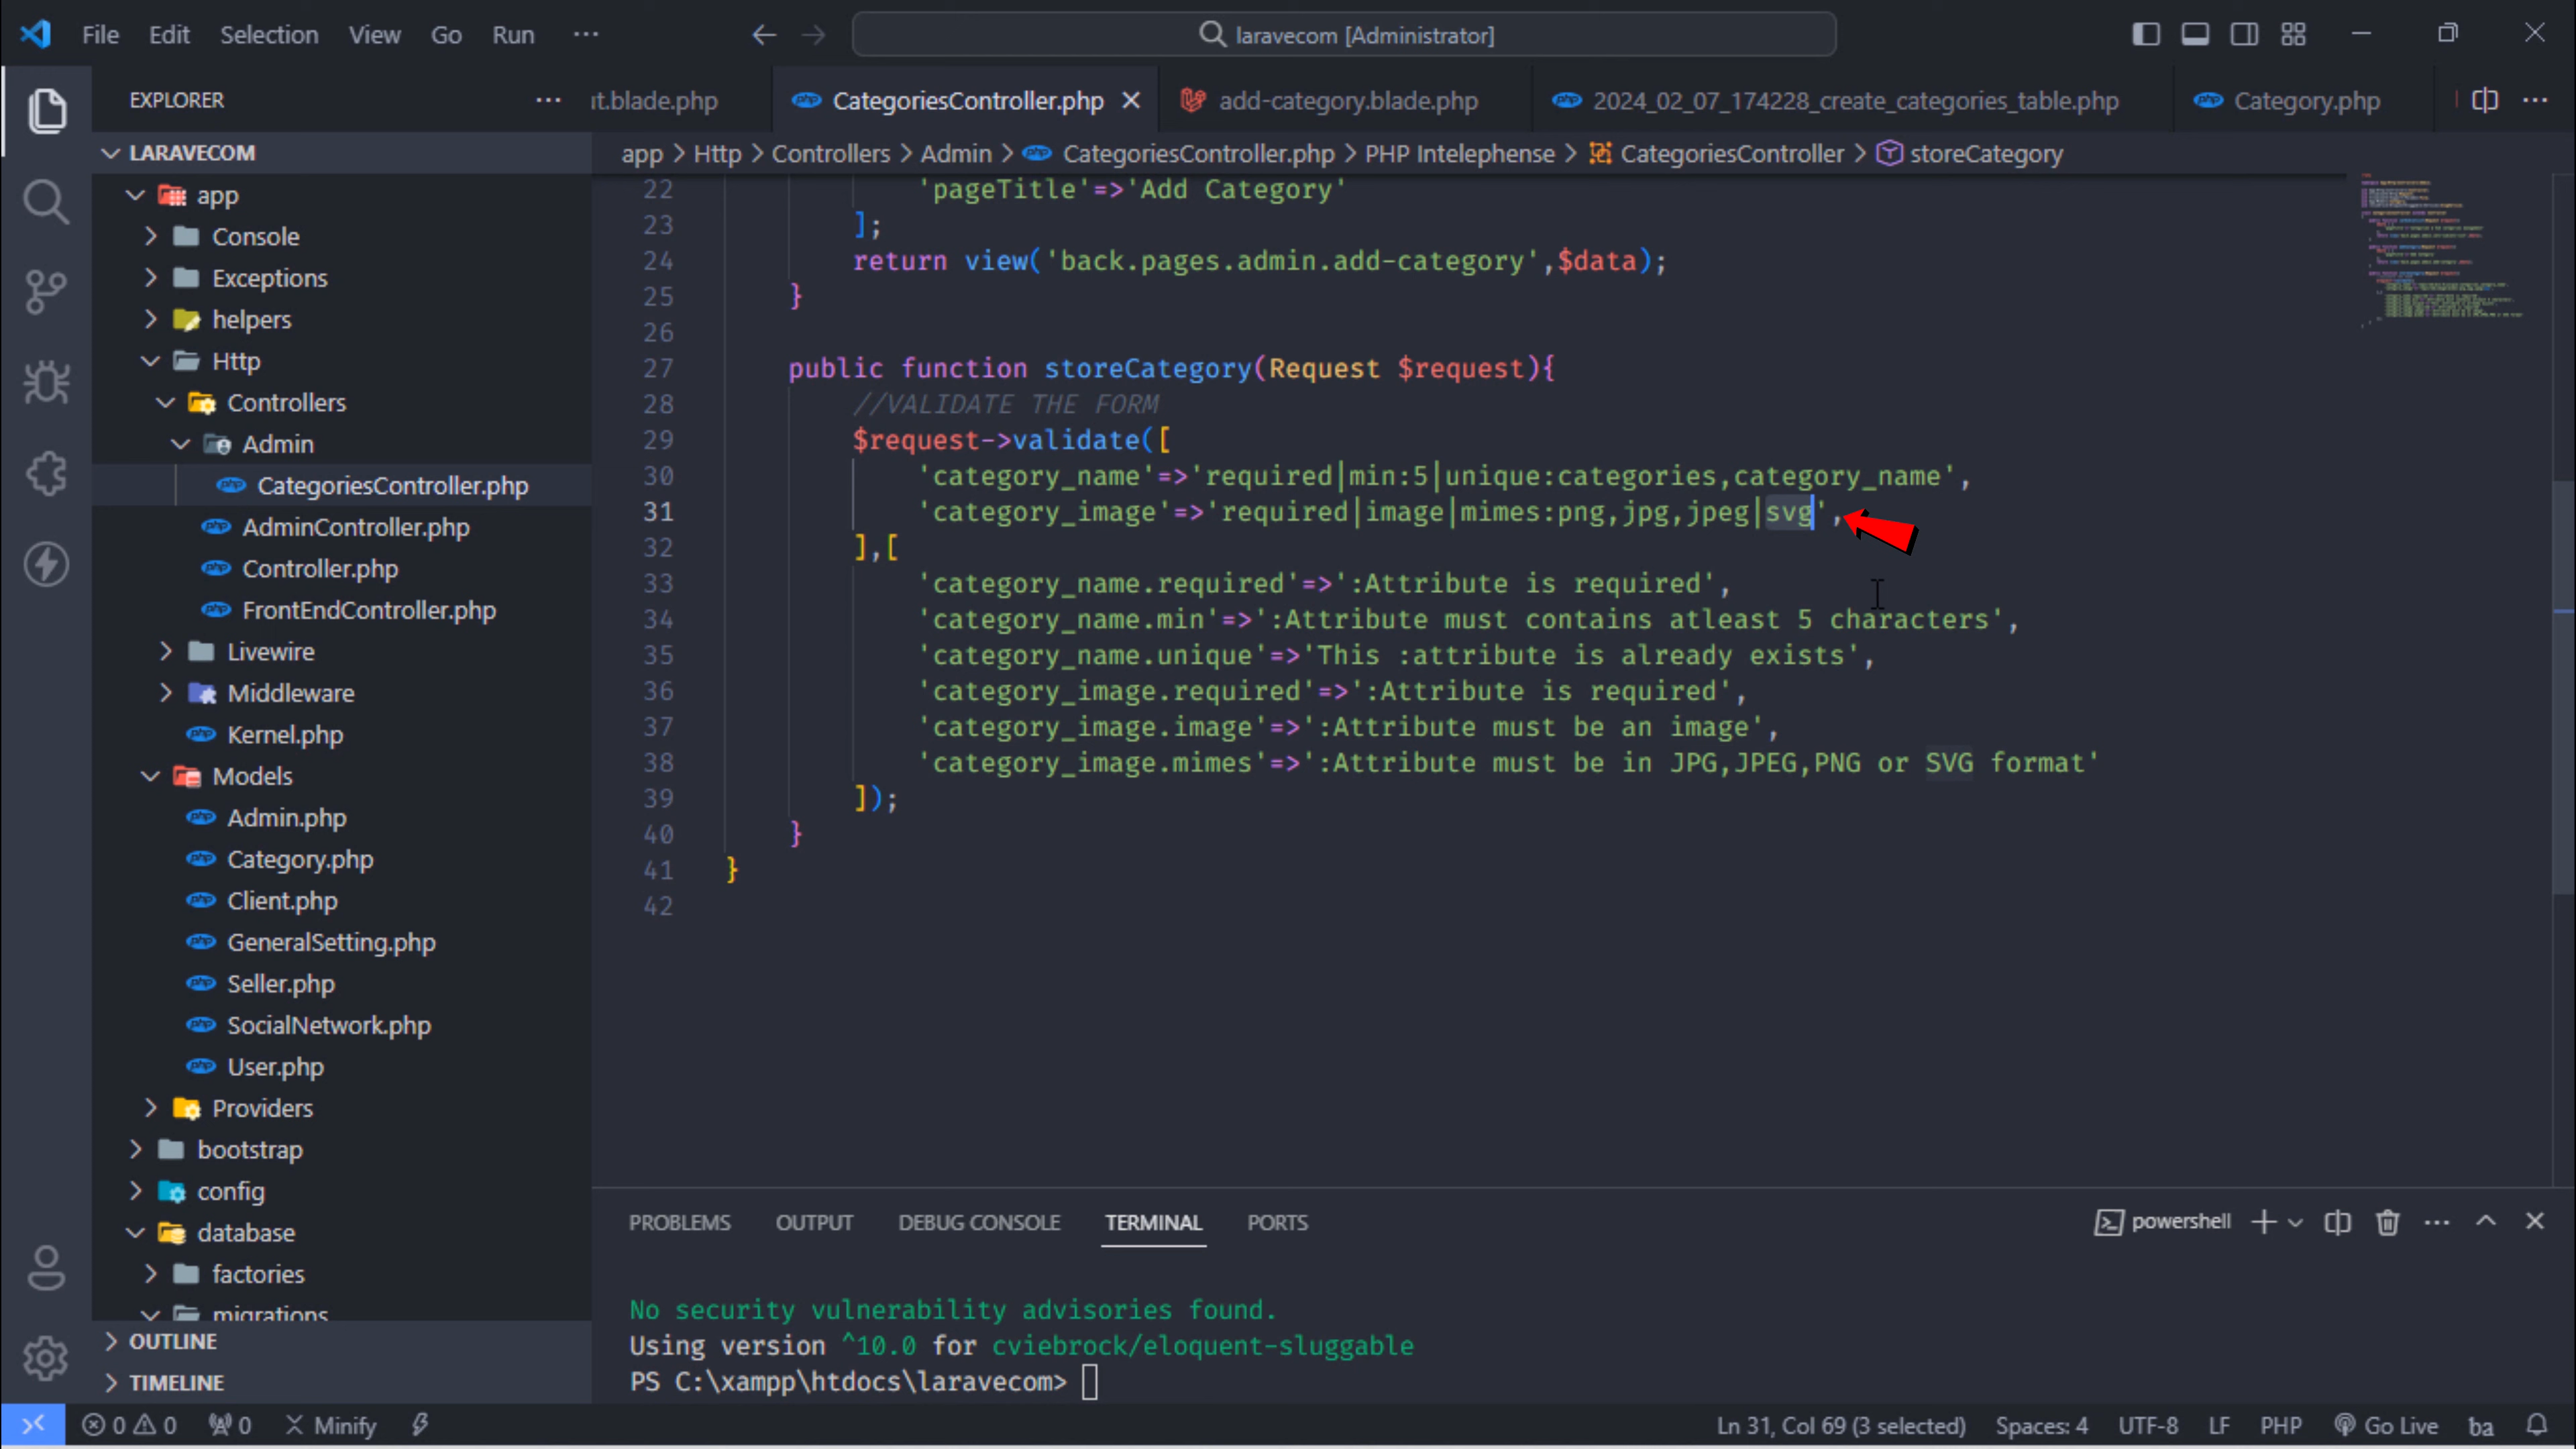 File Edit Selection View Go Run ··· laravecom [Administrator]
EXPLORER ··· ut.blade.php CategoriesController.php add-category.blade.php 2024_02_07_174228_create_categories_table.php Category.php
LARAVECOM
app > Http > Controllers > Admin > CategoriesController.php > PHP Intelephense > CategoriesController > storeCategory
app
Console
Exceptions
helpers
Http
Controllers
Admin
CategoriesController.php
AdminController.php
Controller.php
FrontEndController.php
Livewire
Middleware
Kernel.php
Models
Admin.php
Category.php
Client.php
GeneralSetting.php
Seller.php
SocialNetwork.php
User.php
Providers
bootstrap
config
database
factories
migrations
OUTLINE
TIMELINE
22 'pageTitle'=>'Add Category'
23 ];
24 return view('back.pages.admin.add-category',$data);
25 }
26
27 public function storeCategory(Request $request){
28 //VALIDATE THE FORM
29 $request->validate([
30 'category_name'=>'required|min:5|unique:categories,category_name',
31 'category_image'=>'required|image|mimes:png,jpg,jpeg|svg',
32 ],[
33 'category_name.required'=>':Attribute is required',
34 'category_name.min'=>':Attribute must contains atleast 5 characters',
35 'category_name.unique'=>'This :attribute is already exists',
36 'category_image.required'=>':Attribute is required',
37 'category_image.image'=>':Attribute must be an image',
38 'category_image.mimes'=>':Attribute must be in JPG,JPEG,PNG or SVG format'
39 ]);
40 }
41 }
42
PROBLEMS OUTPUT DEBUG CONSOLE TERMINAL PORTS powershell
No security vulnerability advisories found.
Using version ^10.0 for cviebrock/eloquent-sluggable
PS C:\xampp\htdocs\laravecom>
0 0 0 Minify Ln 31, Col 69 (3 selected) Spaces: 4 UTF-8 LF PHP Go Live ba